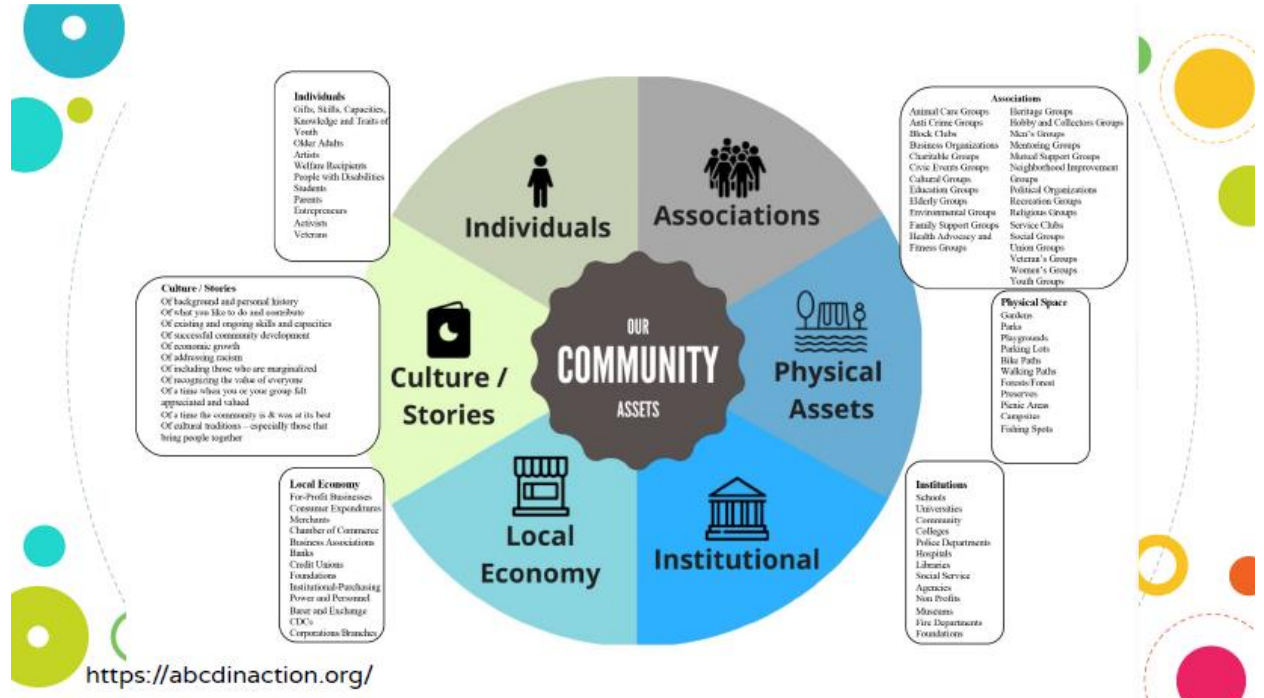 Individuals
Gifts, Skills, Capacities,
Knowledge and Traits of
Youth
Older Adults
Artists
Welfare Recipients
People with Disabilities
Students
Parents
Entrepreneurs
Activists
Veterans
Associations
Animal Care Groups
Anti Crime Groups
Block Clubs
Business Organizations
Charitable Groups
Civic Events Groups
Cultural Groups
Education Groups
Elderly Groups
Environmental Groups
Family Support Groups
Health Advocacy and
Fitness Groups
Heritage Groups
Hobby and Collectors Groups
Men's Groups
Mentoring Groups
Mutual Support Groups
Neighborhood Improvement
Groups
Political Organizations
Recreation Groups
Religious Groups
Service Clubs
Social Groups
Union Groups
Veteran's Groups
Women's Groups
Youth Groups
Individuals
Associations
Culture / Stories
Of background and personal history
Of what you like to do and contribute
Of existing and ongoing skills and capacities
Of successful community development
Of economic growth
Of addressing racism
Of including those who are marginalized
Of recognizing the value of everyone
Of a time when you or your group felt
appreciated and valued
Of a time the community is & was at its best
Of cultural traditions – especially those that
bring people together
Culture /
Stories
OUR
COMMUNITY
ASSETS
Physical
Assets
Physical Space
Gardens
Parks
Playgrounds
Parking Lots
Bike Paths
Walking Paths
Forests/Forest
Preserves
Picnic Areas
Campsites
Fishing Spots
Local Economy
For-Profit Businesses
Consumer Expenditures
Merchants
Chamber of Commerce
Business Associations
Banks
Credit Unions
Foundations
Institutional-Purchasing
Power and Personnel
Barer and Exchange
CDCs
Corporations Branches
Local
Economy
Institutional
Institutions
Schools
Universities
Community
Colleges
Police Departments
Hospitals
Libraries
Social Service
Agencies
Non Profits
Museums
Fire Departments
Foundations
https://abcdinaction.org/